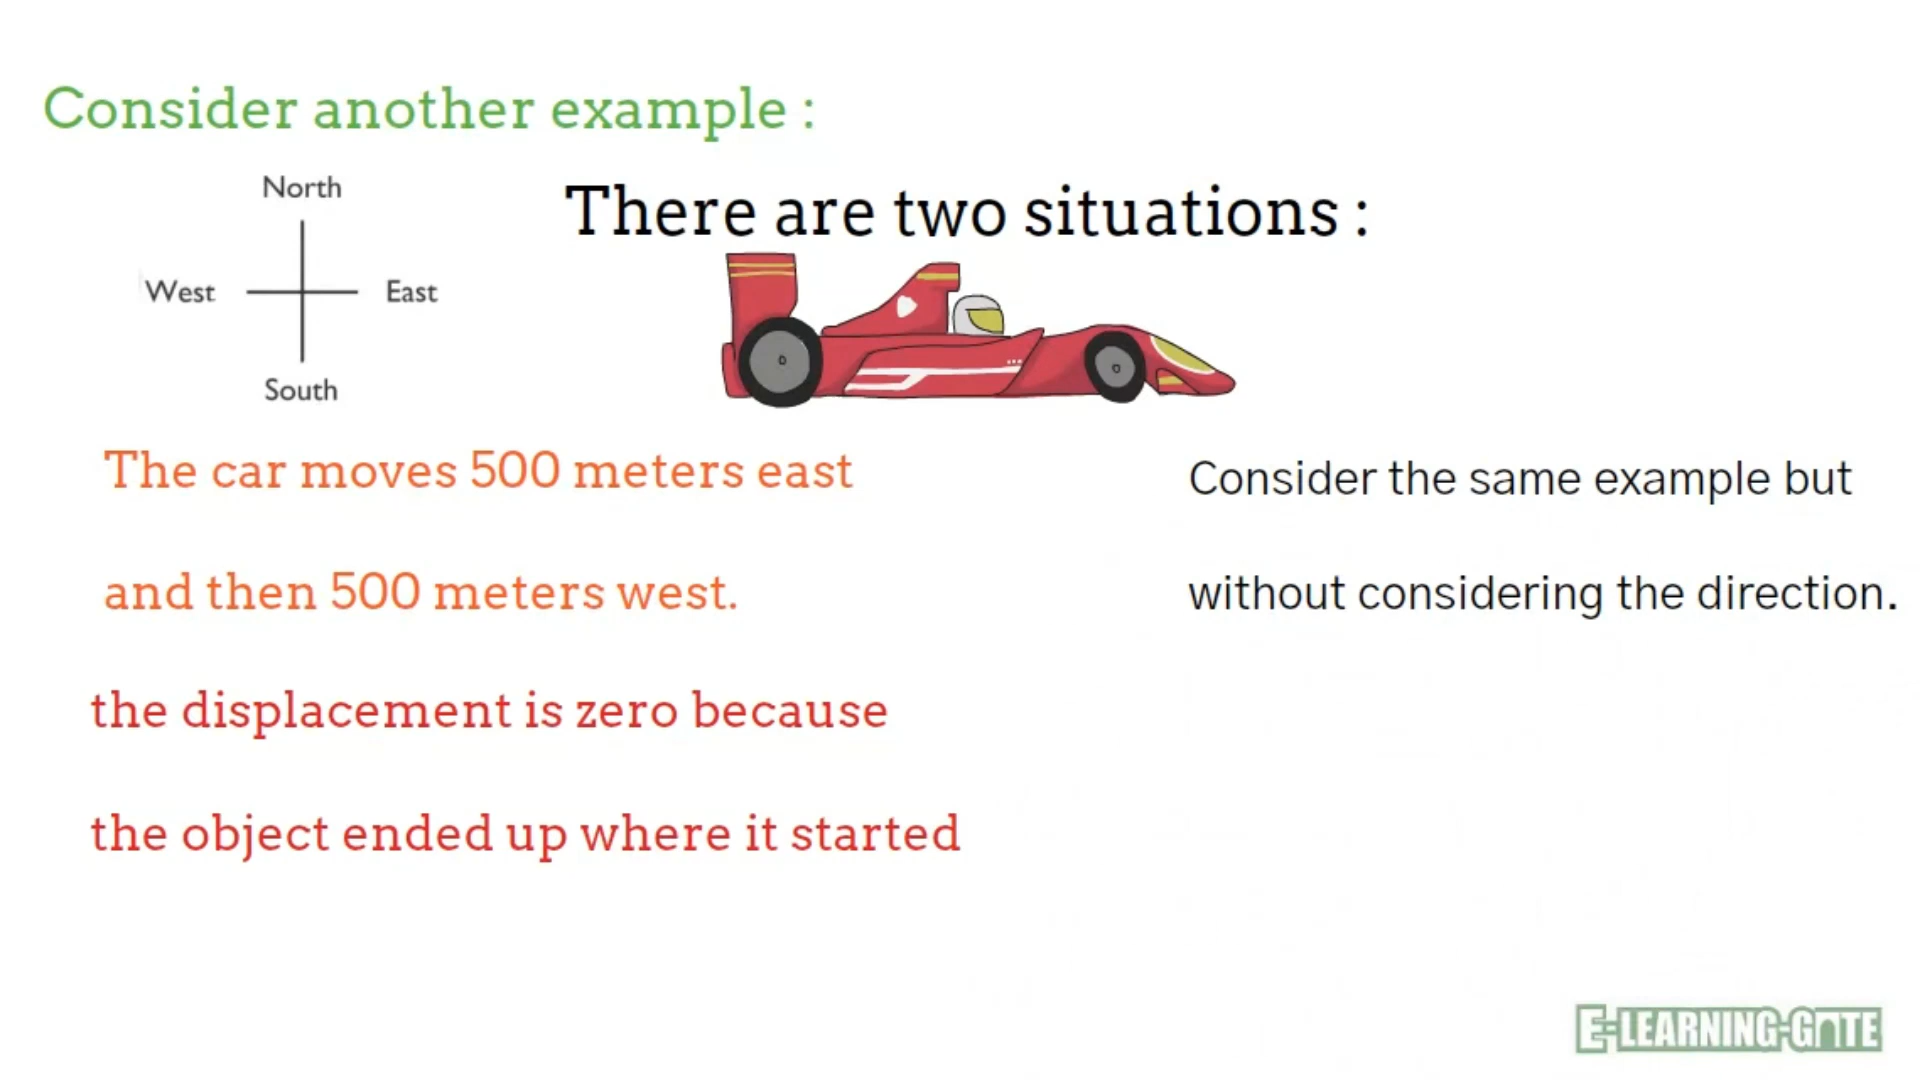 Consider another example :
There are two situations :
North
West East
South
The car moves 500 meters east
and then 500 meters west.
the displacement is zero because
the object ended up where it started
Consider the same example but
without considering the direction.
E-LEARNING-GATE